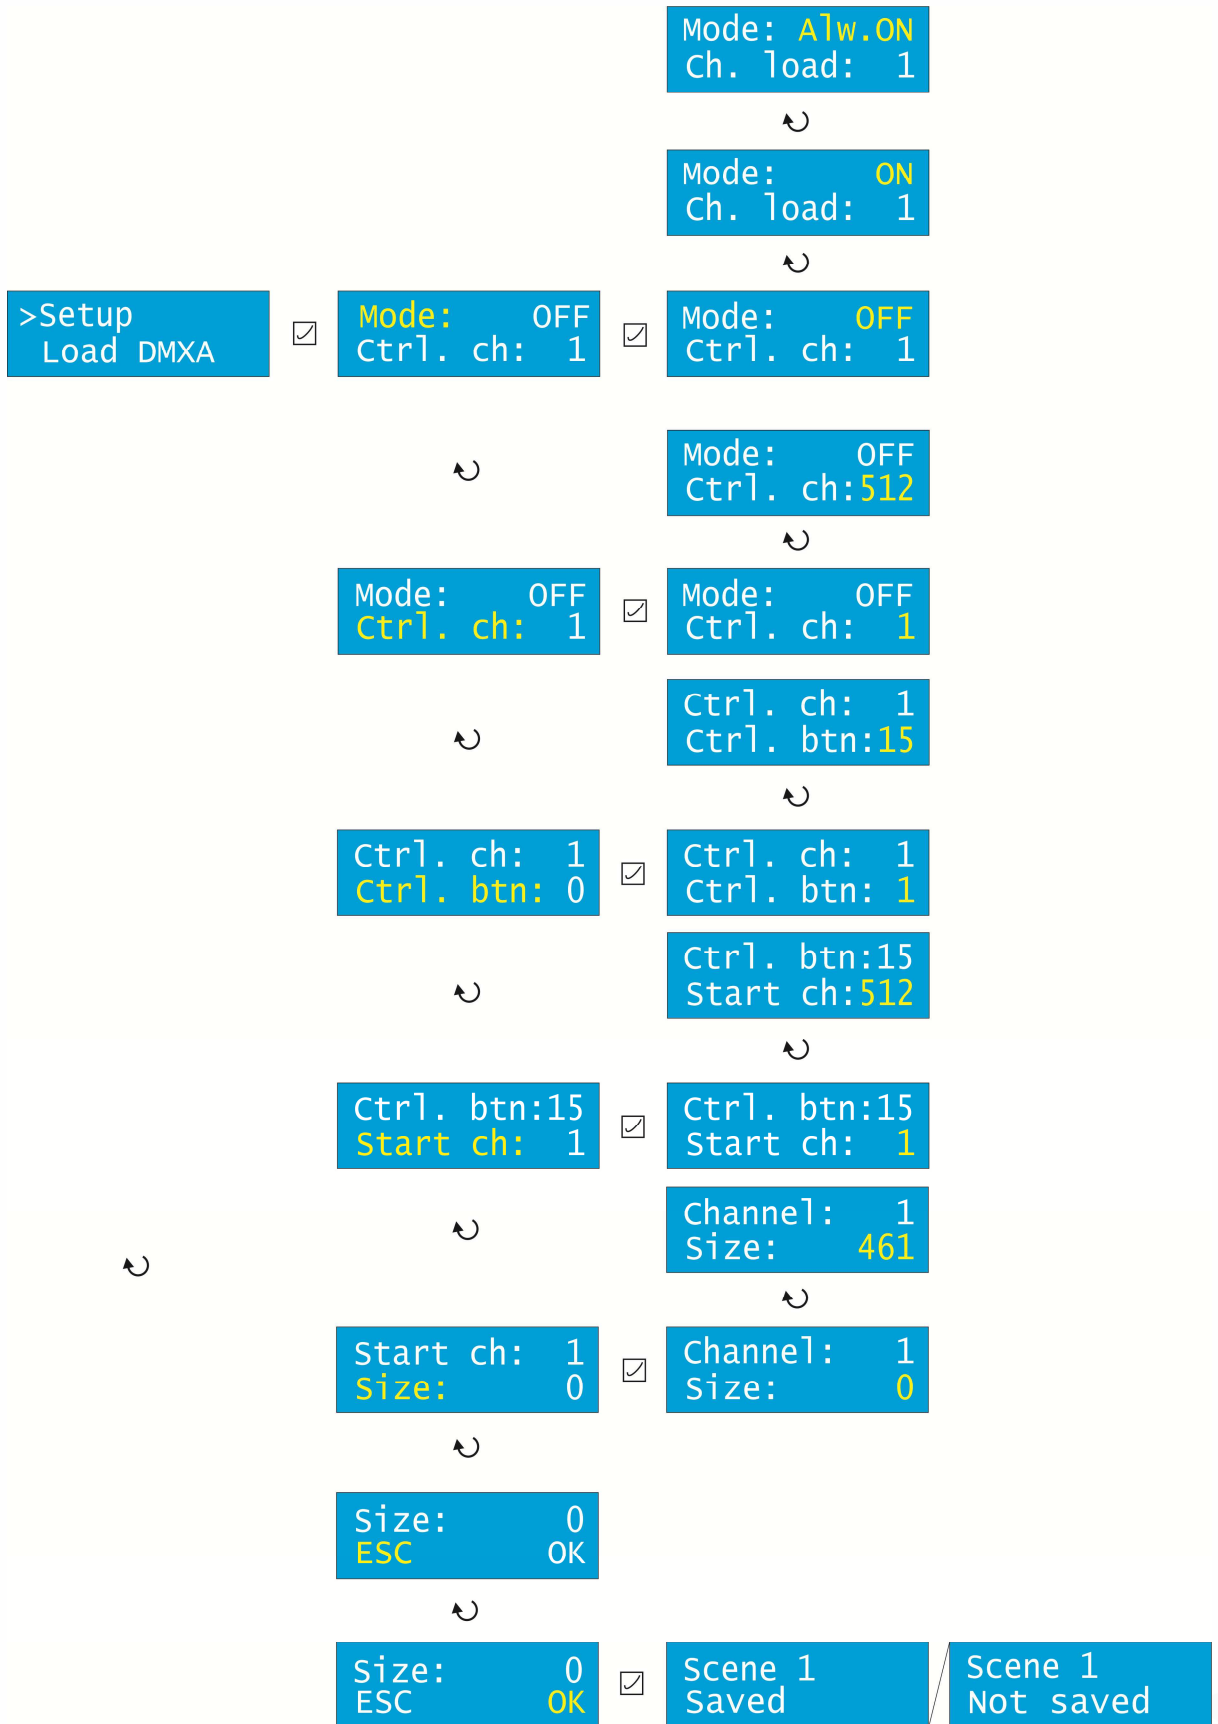 Mode: Alw.ON
Ch. load: 1
Mode: ON
Ch. load: 1
>Setup
Load DMXA
Mode: OFF
Ctrl. ch: 1
Mode: OFF
Ctrl. ch: 1
Mode: OFF
Ctrl. ch:512
Mode: OFF
Ctrl. ch: 1
Mode: OFF
Ctrl. ch: 1
Ctrl. ch: 1
Ctrl. btn:15
Ctrl. ch: 1
Ctrl. btn: 0
Ctrl. ch: 1
Ctrl. btn: 1
Ctrl. btn:15
Start ch:512
Ctrl. btn:15
Start ch: 1
Ctrl. btn:15
Start ch: 1
Channel: 1
Size: 461
Start ch: 1
Size: 0
Channel: 1
Size: 0
Size: 0
ESC OK
Size: 0
ESC OK
Scene 1
Saved
Scene 1
Not saved